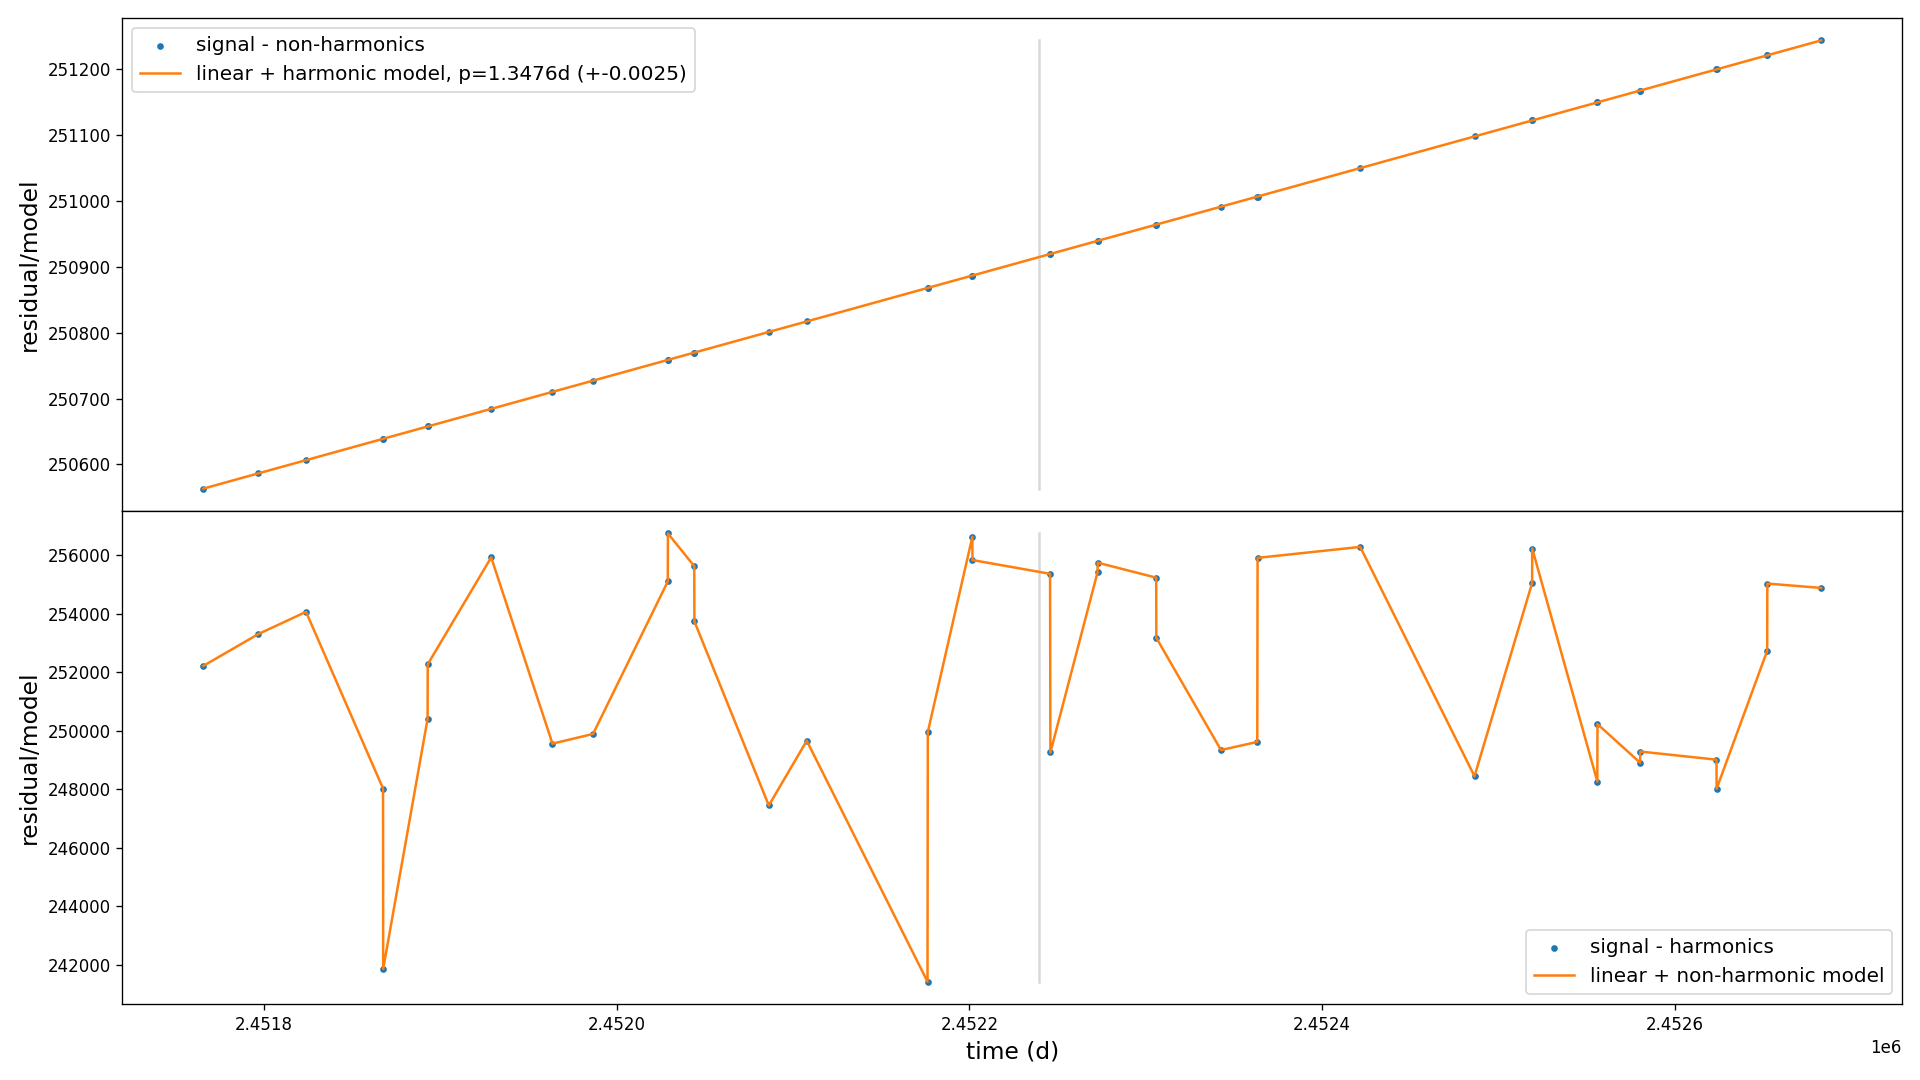 signal - non-harmonics
linear + harmonic model, p=1.3476d (+-0.0025)
251200
251100
251000
250900
250800
250700
250600
residual/model
256000
254000
252000
250000
248000
246000
244000
242000
residual/model
signal - harmonics
linear + non-harmonic model
2.4518 2.4520 2.4522 2.4524 2.4526
time (d)
1e6